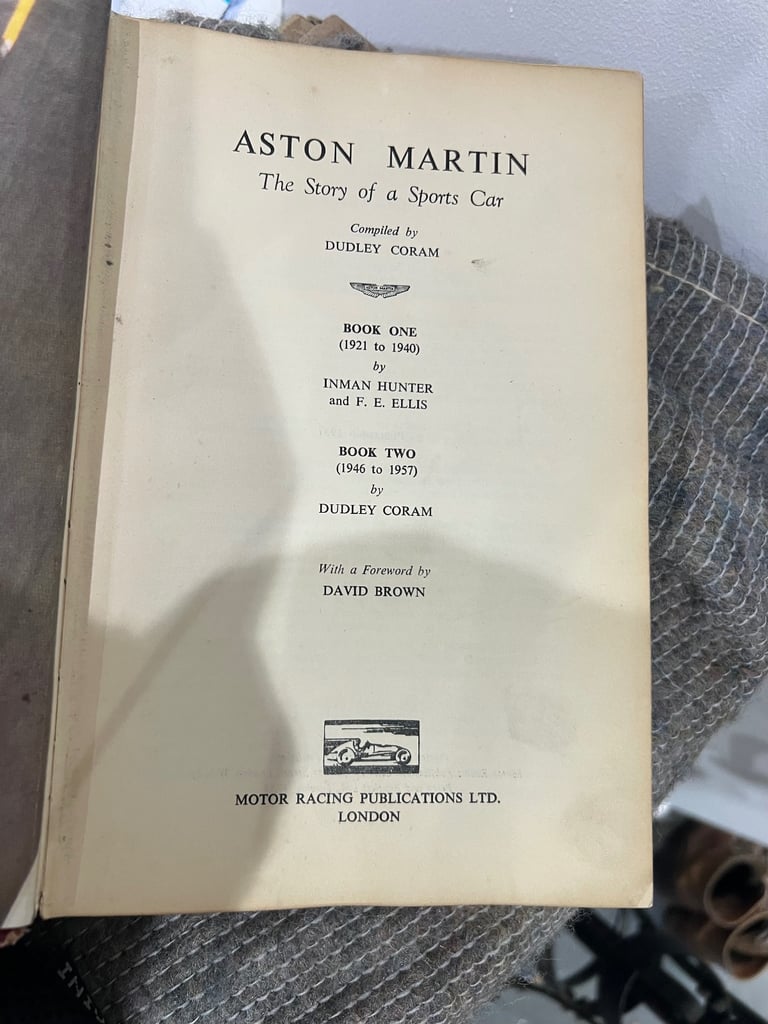 ASTON MARTIN
The Story of a Sports Car
Compiled by
DUDLEY CORAM
ASTON MARTIN
BOOK ONE
(1921 to 1940)
by
INMAN HUNTER
and F. E. ELLIS
BOOK TWO
(1946 to 1957)
by
DUDLEY CORAM
With a Foreword by
DAVID BROWN
MOTOR RACING PUBLICATIONS LTD.
LONDON